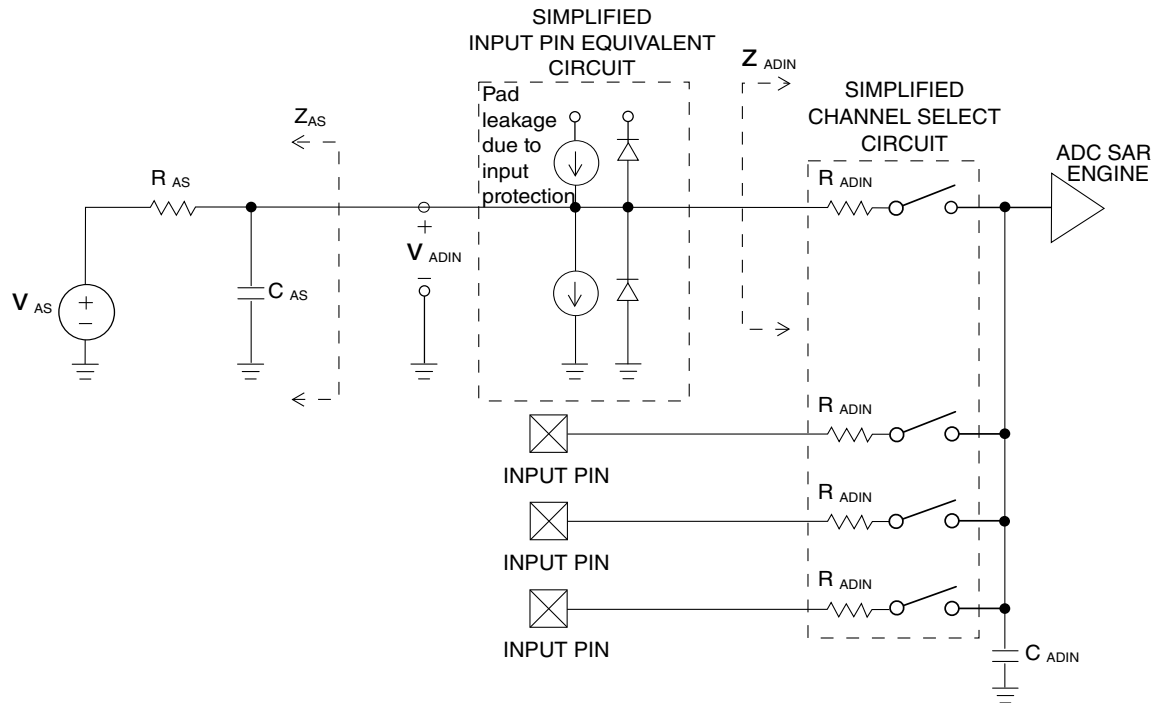 SIMPLIFIED
INPUT PIN EQUIVALENT
CIRCUIT
Z ADIN
SIMPLIFIED
CHANNEL SELECT
CIRCUIT
ADC SAR
ENGINE
Pad
leakage
due to
input
protection
ZAS
R AS
R ADIN
+
V ADIN
–
C AS
V AS
+
–
R ADIN
INPUT PIN
R ADIN
INPUT PIN
R ADIN
INPUT PIN
C ADIN